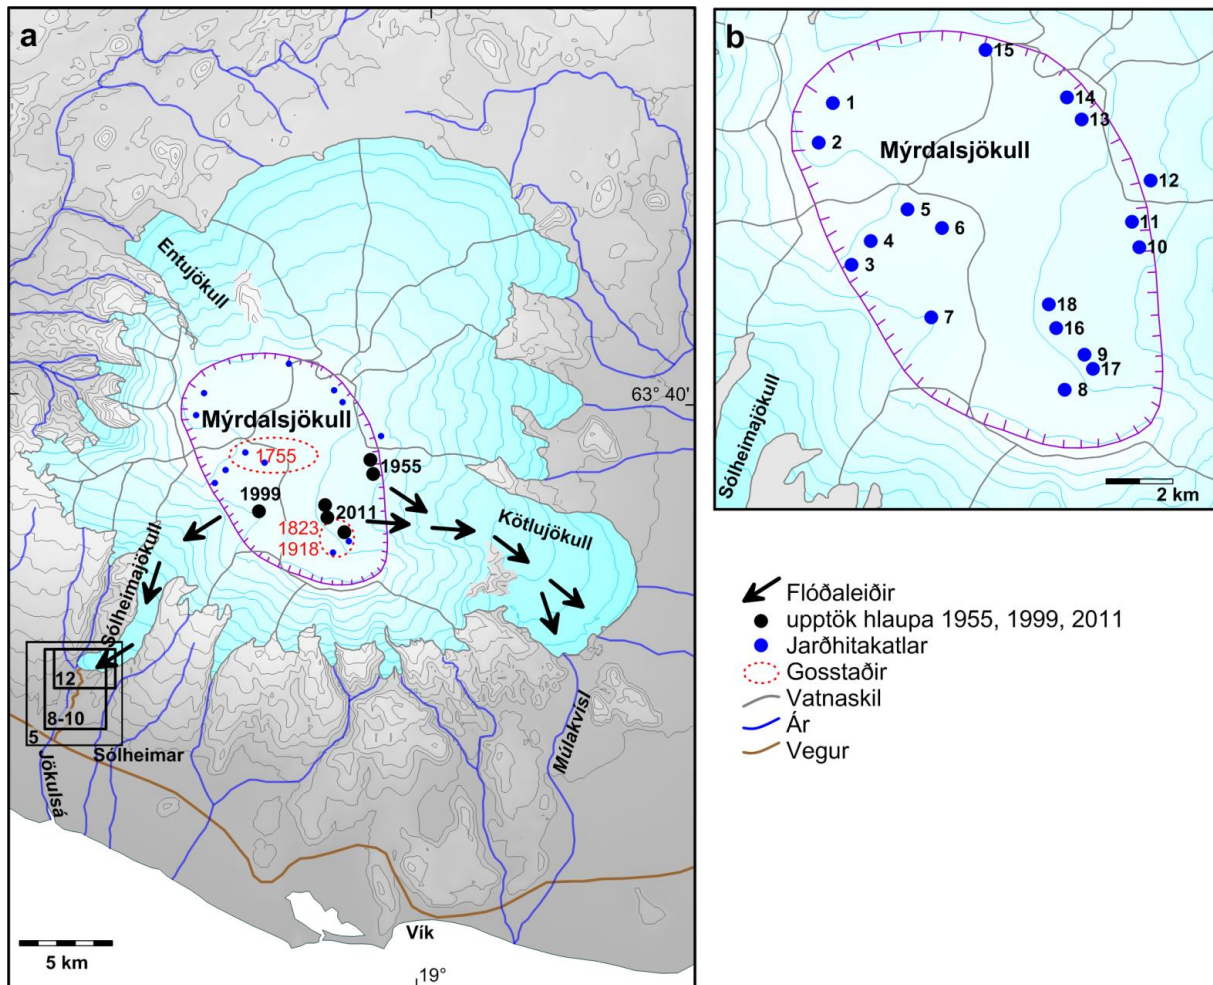 a
Entujökull
63° 40'
Mýrdalsjökull
1755
1955
1999
2011
1823
1918
Kötlujökull
Sólheimajökull
12
8-10
5
Sólheimar
Jökulsá
Múlakvísl
Vík
5 km
19°
b
15
1
14
13
2
Mýrdalsjökull
12
5
11
6
4
10
3
18
7
16
9
17
8
Sólheimajökull
2 km
Flóðaleiðir
upptök hlaupa 1955, 1999, 2011
Jarðhitakatlar
Gosstaðir
Vatnaskil
Ár
Vegur